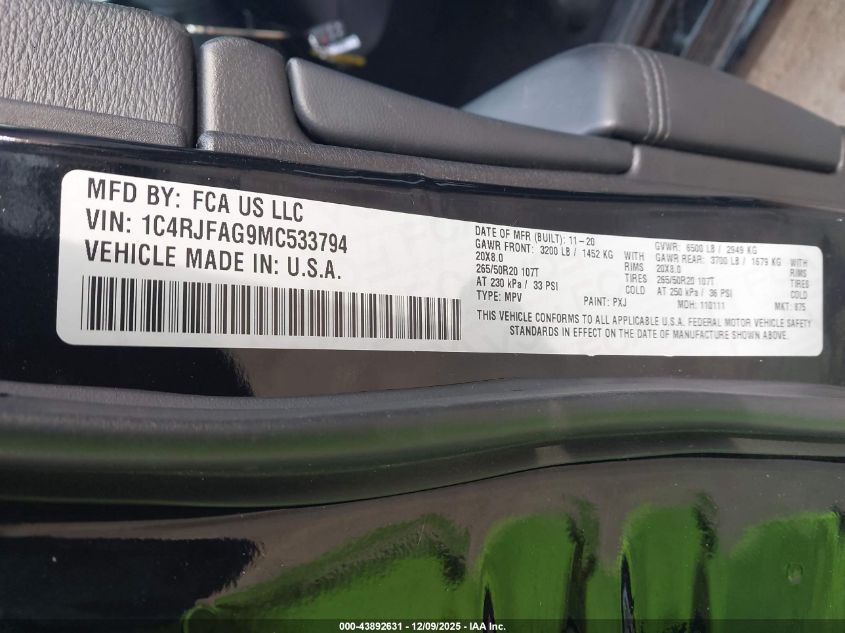 MFD BY: FCA US LLC
VIN: 1C4RJFAG9MC533794
VEHICLE MADE IN: U.S.A.
DATE OF MFR (BUILT): 11-20 GVWR: 6500 LB / 2949 KG
GAWR FRONT: 3200 LB / 1452 KG WITH GAWR REAR: 3700 LB / 1679 KG WITH
20X8.0 RIMS 20X8.0 RIMS
265/50R20 107T TIRES 265/50R20 107T TIRES
AT 230 kPa / 33 PSI COLD AT 250 kPa / 36 PSI COLD
TYPE: MPV PAINT: PXJ MDH: 110111 MKT: 875
THIS VEHICLE CONFORMS TO ALL APPLICABLE U.S.A. FEDERAL MOTOR VEHICLE SAFETY
STANDARDS IN EFFECT ON THE DATE OF MANUFACTURE SHOWN ABOVE.
000-43892631 - 12/09/2025 - IAA, Inc.